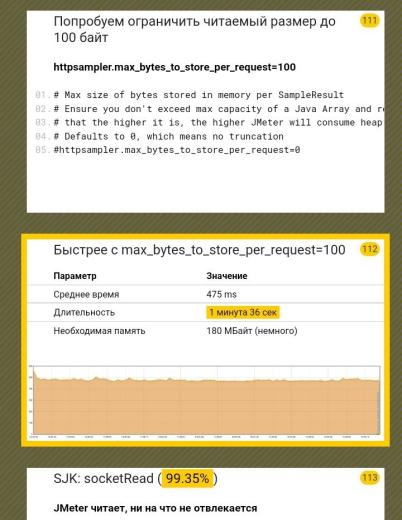 Попробуем ограничить читаемый размер до 111
100 байт
httpsampler.max_bytes_to_store_per_request=100
01. # Max size of bytes stored in memory per SampleResult
02. # Ensure you don't exceed max capacity of a Java Array and
03. # that the higher it is, the higher JMeter will consume heap
04. # Defaults to 0, which means no truncation
05. #httpsampler.max_bytes_to_store_per_request=0
Быстрее с max_bytes_to_store_per_request=100 112
Параметр Значение
Среднее время 475 ms
Длительность 1 минута 36 сек
Необходимая память 180 МБайт (немного)
SJK: socketRead ( 99.35% ) 113
JMeter читает, ни на что не отвлекается